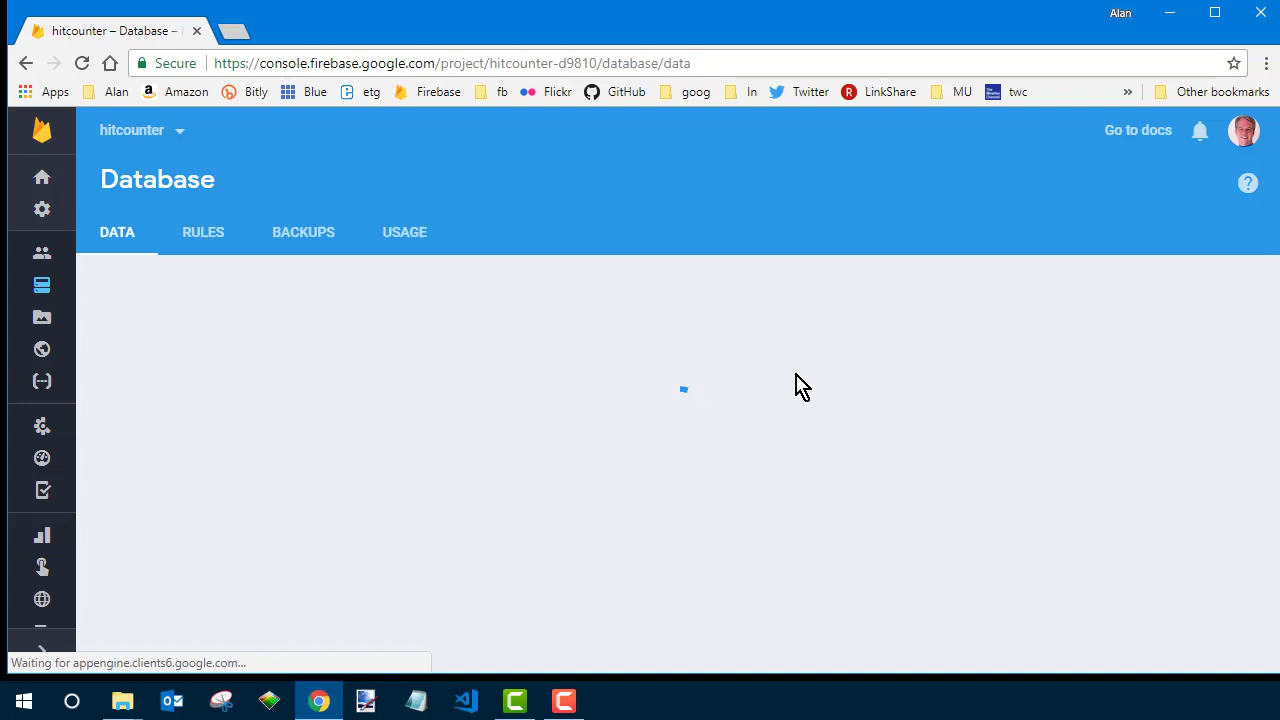 Alan
hitcounter – Database –
Secure https://console.firebase.google.com/project/hitcounter-d9810/database/data
Apps Alan Amazon Bitly Blue etg Firebase fb Flickr GitHub goog In Twitter LinkShare MU twc » Other bookmarks
hitcounter Go to docs
Database
DATA RULES BACKUPS USAGE
Waiting for appengine.clients6.google.com...